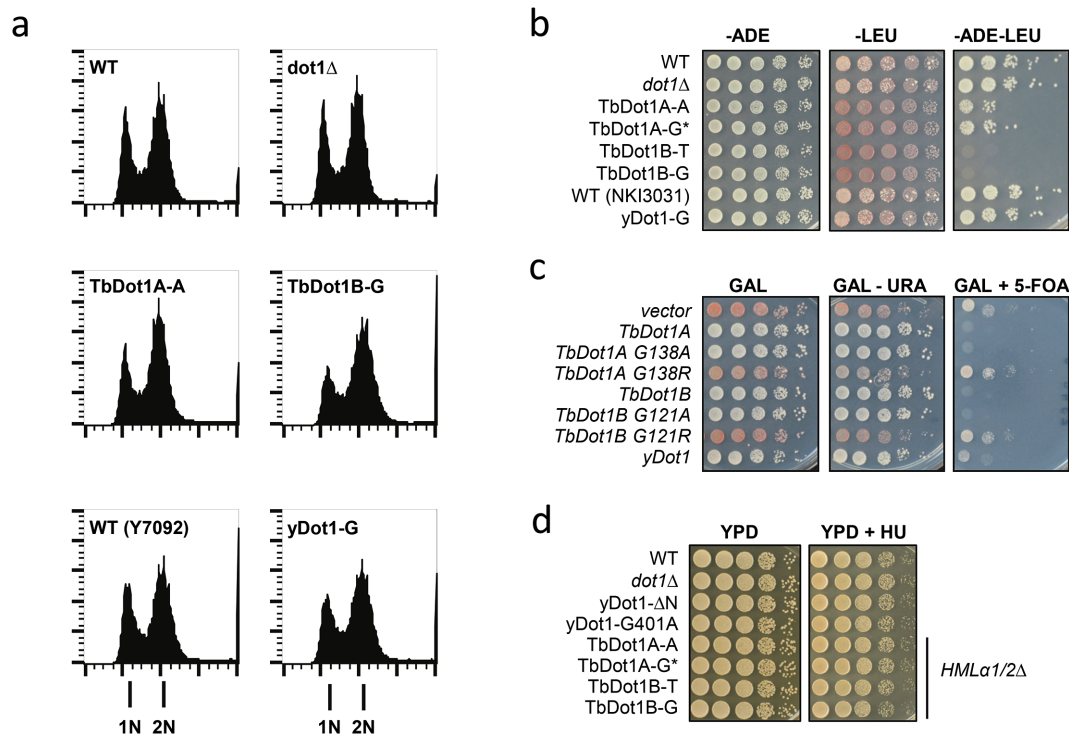 a
WT
dot1Δ
TbDot1A-A
TbDot1B-G
WT (Y7092)
yDot1-G
1N 2N
1N 2N
b
-ADE
-LEU
-ADE-LEU
WT
dot1Δ
TbDot1A-A
TbDot1A-G*
TbDot1B-T
TbDot1B-G
WT (NKI3031)
yDot1-G
c
GAL
GAL - URA
GAL + 5-FOA
vector
TbDot1A
TbDot1A G138A
TbDot1A G138R
TbDot1B
TbDot1B G121A
TbDot1B G121R
yDot1
d
YPD
YPD + HU
WT
dot1Δ
yDot1-ΔN
yDot1-G401A
TbDot1A-A
TbDot1A-G*
TbDot1B-T
TbDot1B-G
HMLα1/2Δ